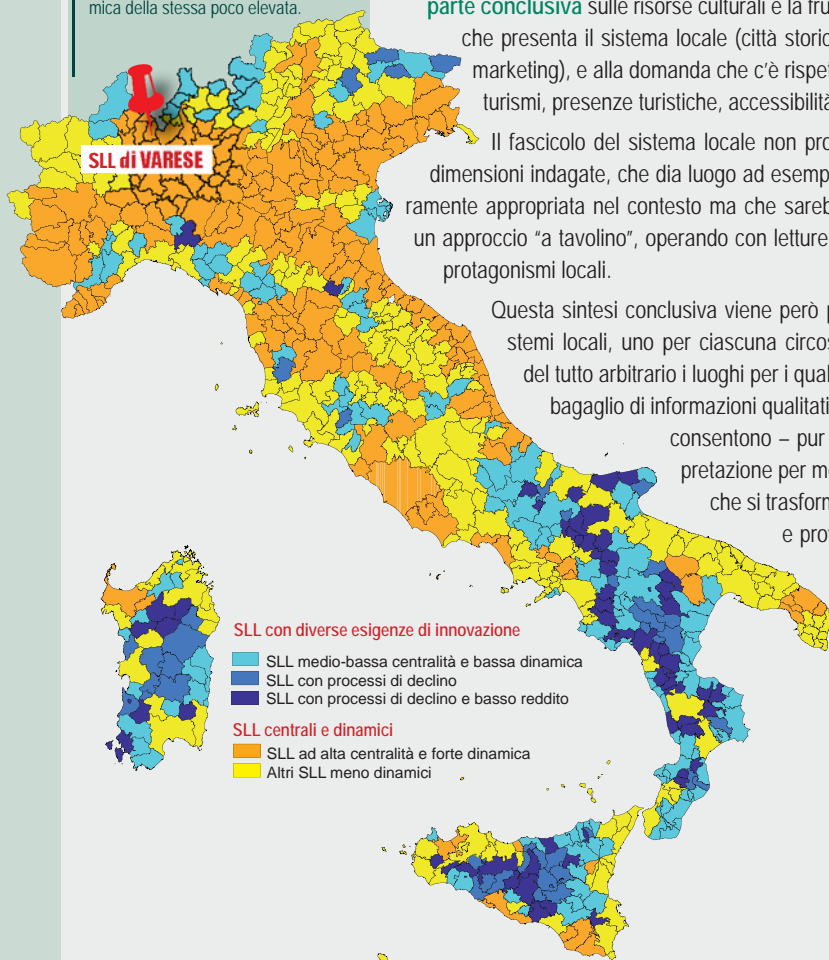 mica della stessa poco elevata.
parte conclusiva sulle risorse culturali e la fru
che presenta il sistema locale (città storic
marketing), e alla domanda che c'è rispet
turismi, presenze turistiche, accessibilità
Il fascicolo del sistema locale non pro
dimensioni indagate, che dia luogo ad esemp
ramente appropriata nel contesto ma che sareb
un approccio "a tavolino", operando con letture
protagonismi locali.
Questa sintesi conclusiva viene però p
stemi locali, uno per ciascuna circos
del tutto arbitrario i luoghi per i qual
bagaglio di informazioni qualitati
consentono – pur
pretazione per me
che si trasform
e prot
SLL di VARESE
SLL con diverse esigenze di innovazione
SLL medio-bassa centralità e bassa dinamica
SLL con processi di declino
SLL con processi di declino e basso reddito
SLL centrali e dinamici
SLL ad alta centralità e forte dinamica
Altri SLL meno dinamici